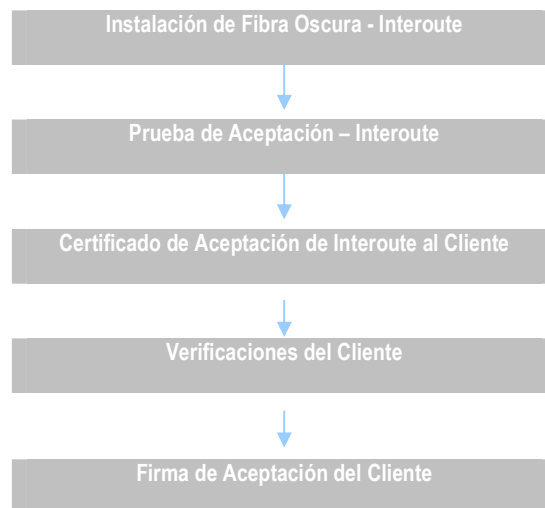 Instalación de Fibra Oscura - Interoute
Prueba de Aceptación – Interoute
Certificado de Aceptación de Interoute al Cliente
Verificaciones del Cliente
Firma de Aceptación del Cliente